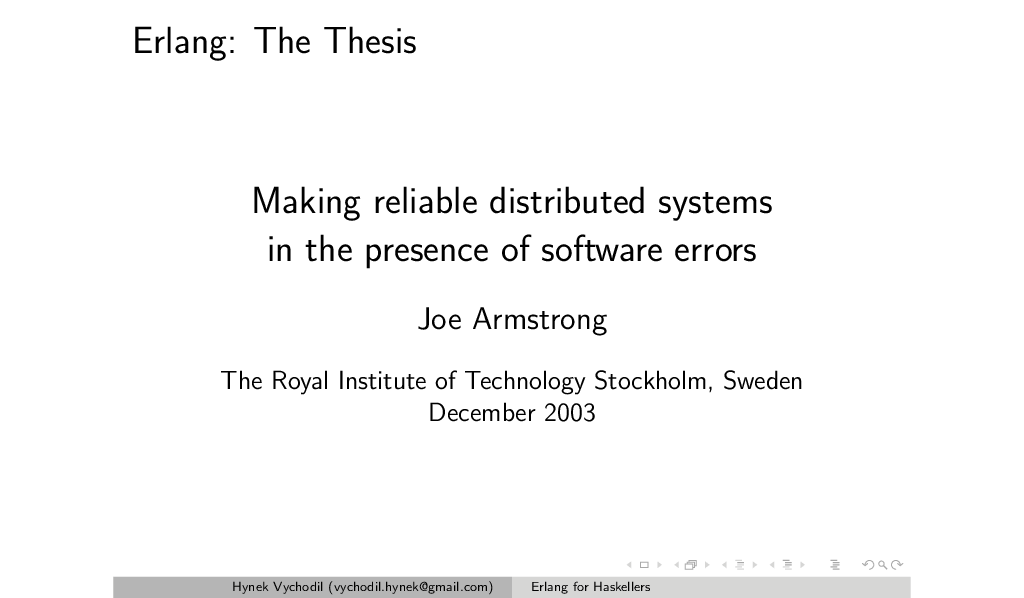 Erlang: The Thesis
Making reliable distributed systems
in the presence of software errors
Joe Armstrong
The Royal Institute of Technology Stockholm, Sweden
December 2003
Hynek Vychodil (vychodil.hynek@gmail.com) Erlang for Haskellers